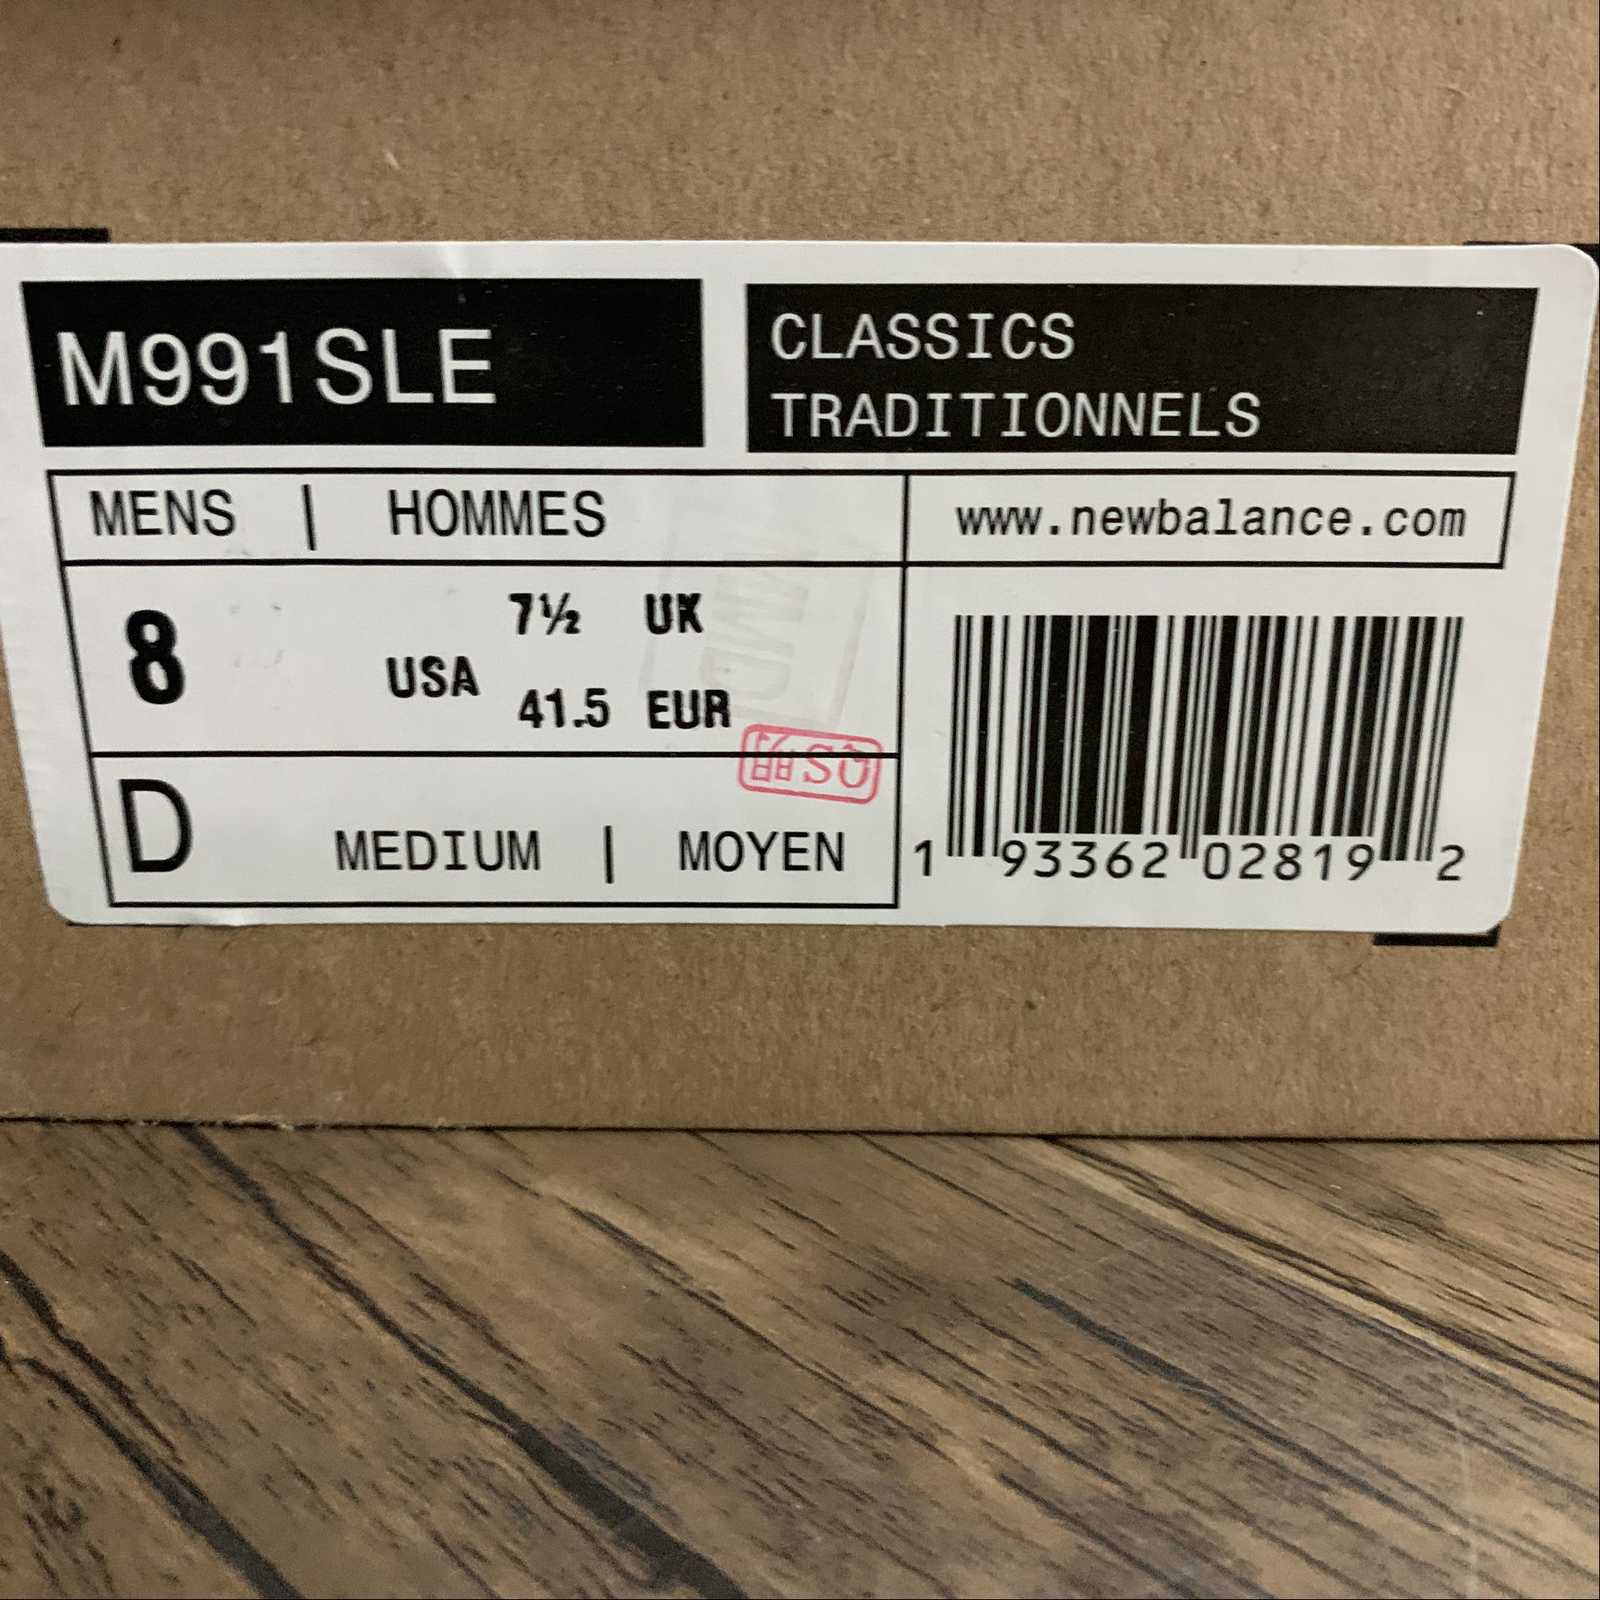 M991SLE
CLASSICS
TRADITIONNELS
MENS | HOMMES
www.newbalance.com
8 USA
7½ UK
41.5 EUR
D
MEDIUM | MOYEN
1 93362 02819 2